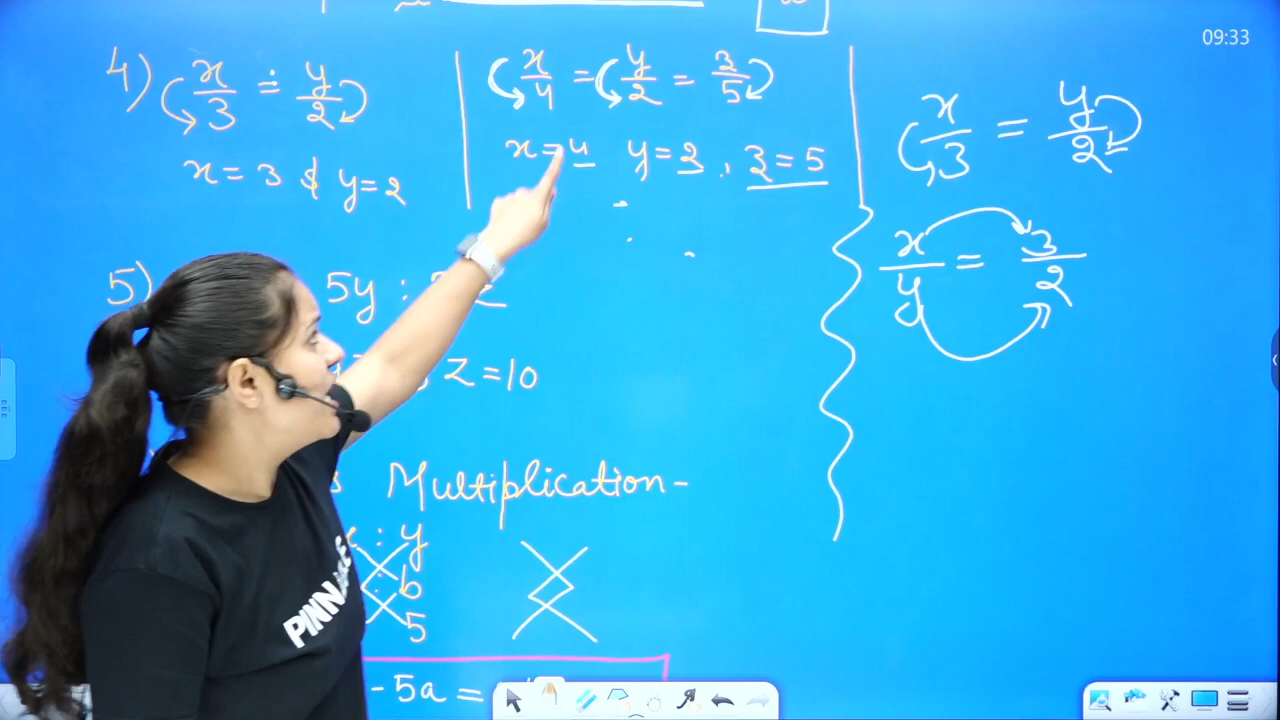 09:33
4) x/3 = y/2
x = 3 & y = 2
x/4 = y/2 = z/5
x = 4 y = 2, z = 5
x/3 = y/2
x/y = 3/2
5) 5y :
Z = 10
Multiplication -
: y
: 6
5
- 5a =
PINNA